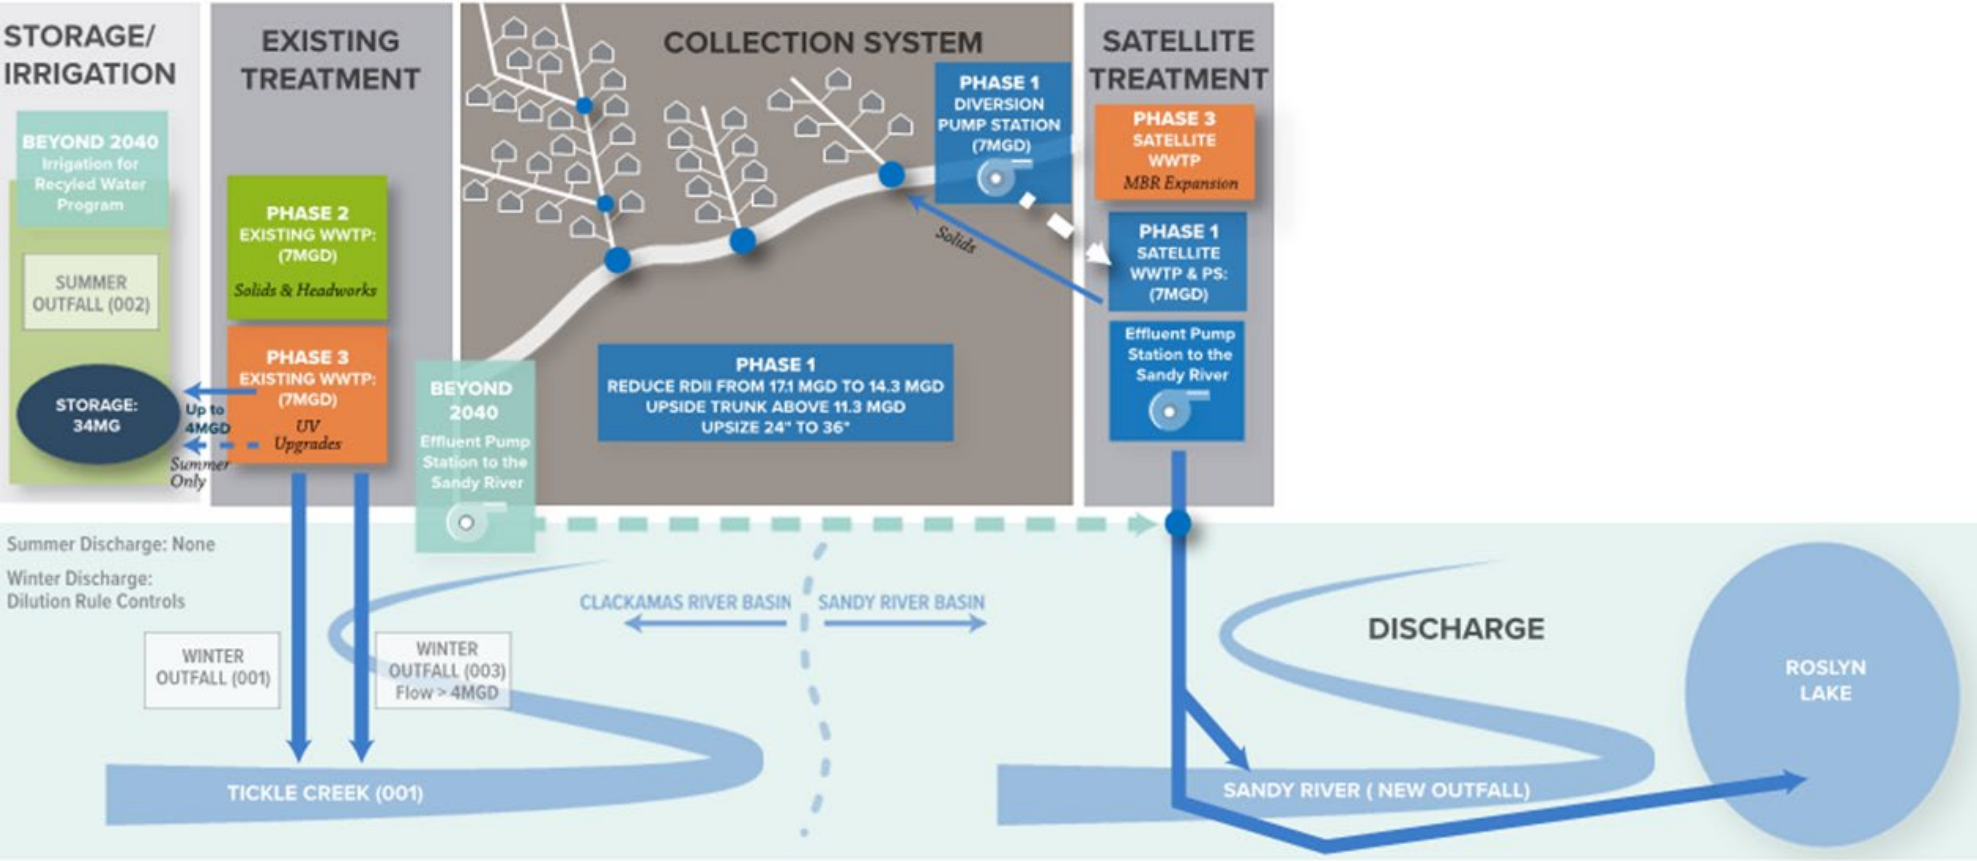 STORAGE/
IRRIGATION
BEYOND 2040
Irrigation for
Recyled Water
Program
SUMMER
OUTFALL (002)
STORAGE:
34MG
Up to
4MGD
Summer
Only
EXISTING
TREATMENT
PHASE 2
EXISTING WWTP:
(7MGD)
Solids & Headworks
PHASE 3
EXISTING WWTP:
(7MGD)
UV
Upgrades
COLLECTION SYSTEM
PHASE 1
DIVERSION
PUMP STATION
(7MGD)
Solids
PHASE 1
REDUCE RDII FROM 17.1 MGD TO 14.3 MGD
UPSIDE TRUNK ABOVE 11.3 MGD
UPSIZE 24" TO 36"
BEYOND
2040
Effluent Pump
Station to the
Sandy River
SATELLITE
TREATMENT
PHASE 3
SATELLITE
WWTP
MBR Expansion
PHASE 1
SATELLITE
WWTP & PS:
(7MGD)
Effluent Pump
Station to the
Sandy River
Summer Discharge: None
Winter Discharge:
Dilution Rule Controls
WINTER
OUTFALL (001)
WINTER
OUTFALL (003)
Flow > 4MGD
TICKLE CREEK (001)
CLACKAMAS RIVER BASIN
SANDY RIVER BASIN
DISCHARGE
SANDY RIVER ( NEW OUTFALL)
ROSLYN
LAKE